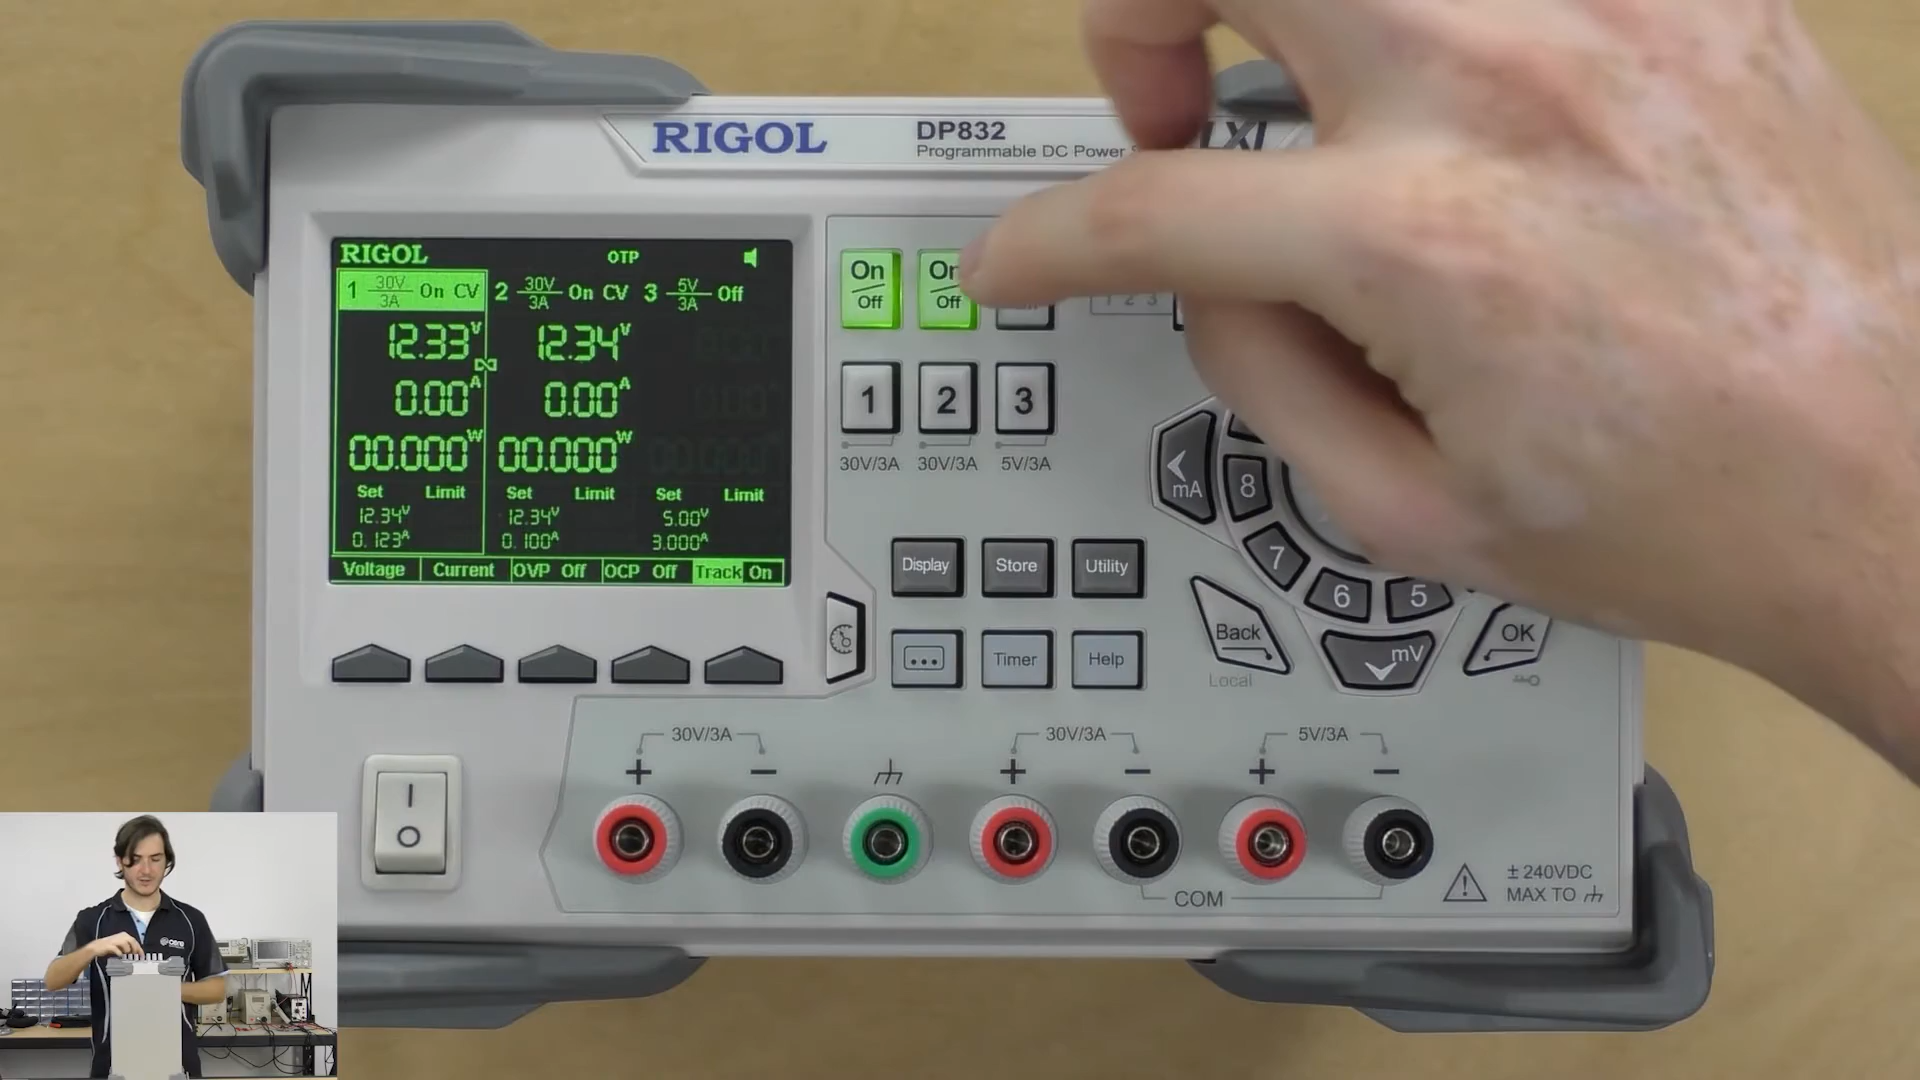 RIGOL
DP832
Programmable DC Power
LXI
RIGOL
OTP
1 30V/3A On CV
2 30V/3A On CV
3 5V/3A Off
12.33V
12.34V
0.00A
0.00A
00.000W
00.000W
Set Limit
Set Limit
Set Limit
12.34V
12.34V
5.00V
0.123A
0.100A
3.000A
Voltage
Current
OVP Off
OCP Off
Track On
On/Off
On/Off
1 2 3
1
2
3
30V/3A
30V/3A
5V/3A
mA
8
7
6
5
mV
Display
Store
Utility
Timer
Help
Back
Local
OK
30V/3A
30V/3A
5V/3A
+ −
+ −
+ −
COM
± 240VDC
MAX TO
I
O